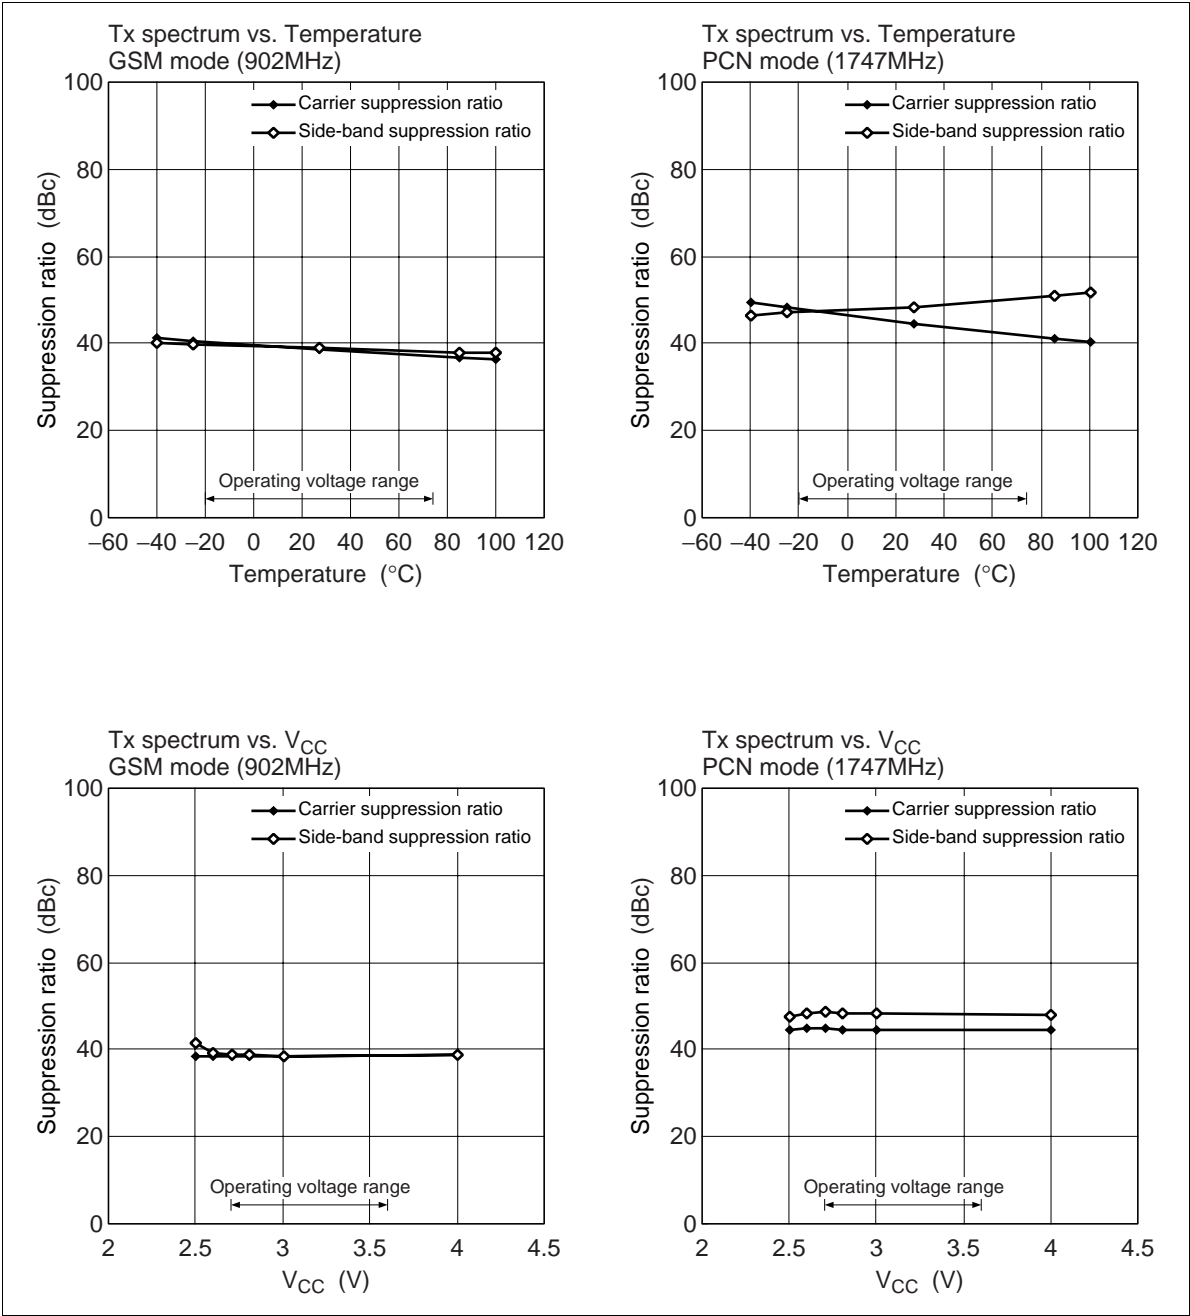 Tx spectrum vs. Temperature
GSM mode (902MHz)
100
80
60
40
20
0
Suppression ratio (dBc)
Carrier suppression ratio
Side-band suppression ratio
Operating voltage range
–60 –40 –20 0 20 40 60 80 100 120
Temperature (°C)
Tx spectrum vs. Temperature
PCN mode (1747MHz)
100
80
60
40
20
0
Suppression ratio (dBc)
Carrier suppression ratio
Side-band suppression ratio
Operating voltage range
–60 –40 –20 0 20 40 60 80 100 120
Temperature (°C)
Tx spectrum vs. VCC
GSM mode (902MHz)
100
80
60
40
20
0
Suppression ratio (dBc)
Carrier suppression ratio
Side-band suppression ratio
Operating voltage range
2 2.5 3 3.5 4 4.5
VCC (V)
Tx spectrum vs. VCC
PCN mode (1747MHz)
100
80
60
40
20
0
Suppression ratio (dBc)
Carrier suppression ratio
Side-band suppression ratio
Operating voltage range
2 2.5 3 3.5 4 4.5
VCC (V)